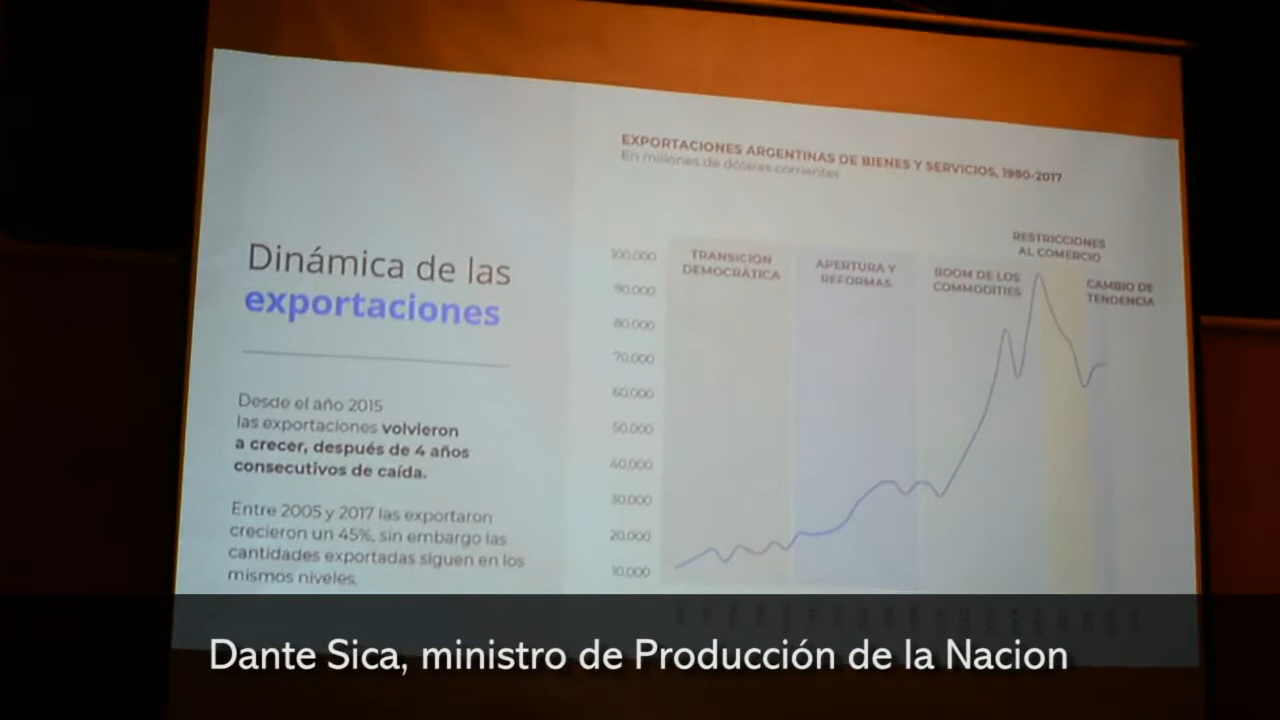 EXPORTACIONES ARGENTINAS DE BIENES Y SERVICIOS, 1980-2017
En millones de dólares corrientes
Dinámica de las
exportaciones
Desde el año 2015
las exportaciones volvieron
a crecer, después de 4 años
consecutivos de caída.
Entre 2005 y 2017 las exportaron
crecieron un 45%, sin embargo las
cantidades exportadas siguen en los
mismos niveles.
RESTRICCIONES
AL COMERCIO
TRANSICIÓN
DEMOCRÁTICA
APERTURA Y
REFORMAS
BOOM DE LOS
COMMODITIES
CAMBIO DE
TENDENCIA
100.000
90.000
80.000
70.000
60.000
50.000
40.000
30.000
20.000
10.000
Dante Sica, ministro de Producción de la Nacion